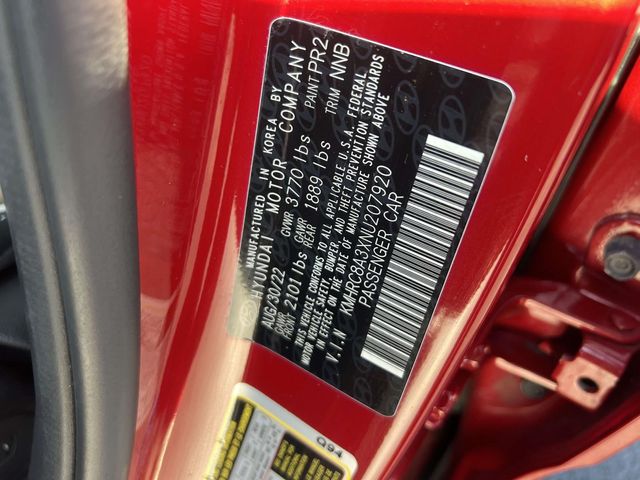 MANUFACTURED IN KOREA BY
HYUNDAI MOTOR COMPANY
AUG/30/22 GVWR 3770 lbs PAINT PR2
GAWR FRONT 2101 lbs GAWR REAR 1889 lbs TRIM NNB
THIS VEHICLE CONFORMS TO ALL APPLICABLE U.S.A. FEDERAL
MOTOR VEHICLE SAFETY, BUMPER, AND THEFT PREVENTION STANDARDS
IN EFFECT ON THE DATE OF MANUFACTURE SHOWN ABOVE
V.I.N KMHRC8A3XNU207920
PASSENGER CAR
Q94